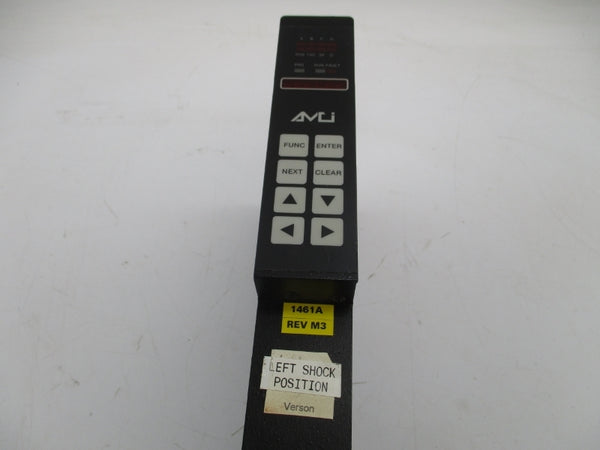 AMCI
FUNC ENTER
NEXT CLEAR
1461A
REV M3
LEFT SHOCK
POSITION
Verson